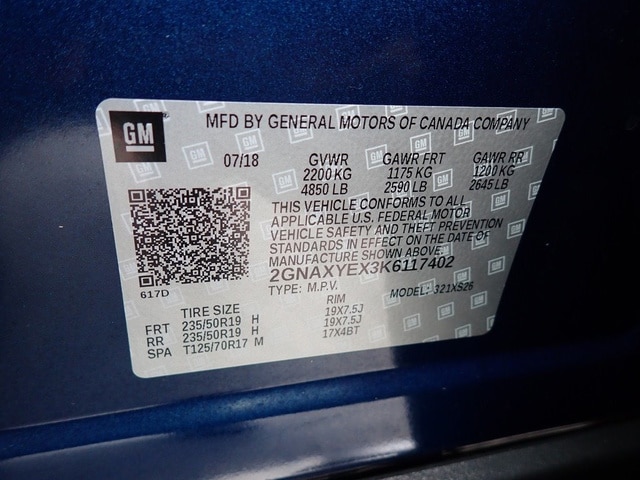 GM
MFD BY GENERAL MOTORS OF CANADA COMPANY
07/18 GVWR GAWR FRT GAWR RR
2200 KG 1175 KG 1200 KG
4850 LB 2590 LB 2645 LB
THIS VEHICLE CONFORMS TO ALL
APPLICABLE U.S. FEDERAL MOTOR
VEHICLE SAFETY AND THEFT PREVENTION
STANDARDS IN EFFECT ON THE DATE OF
MANUFACTURE SHOWN ABOVE.
2GNAXYEX3K6117402
617D TYPE: M.P.V. MODEL: 321XS26
TIRE SIZE RIM
FRT 235/50R19 H 19X7.5J
RR 235/50R19 H 19X7.5J
SPA T125/70R17 M 17X4BT